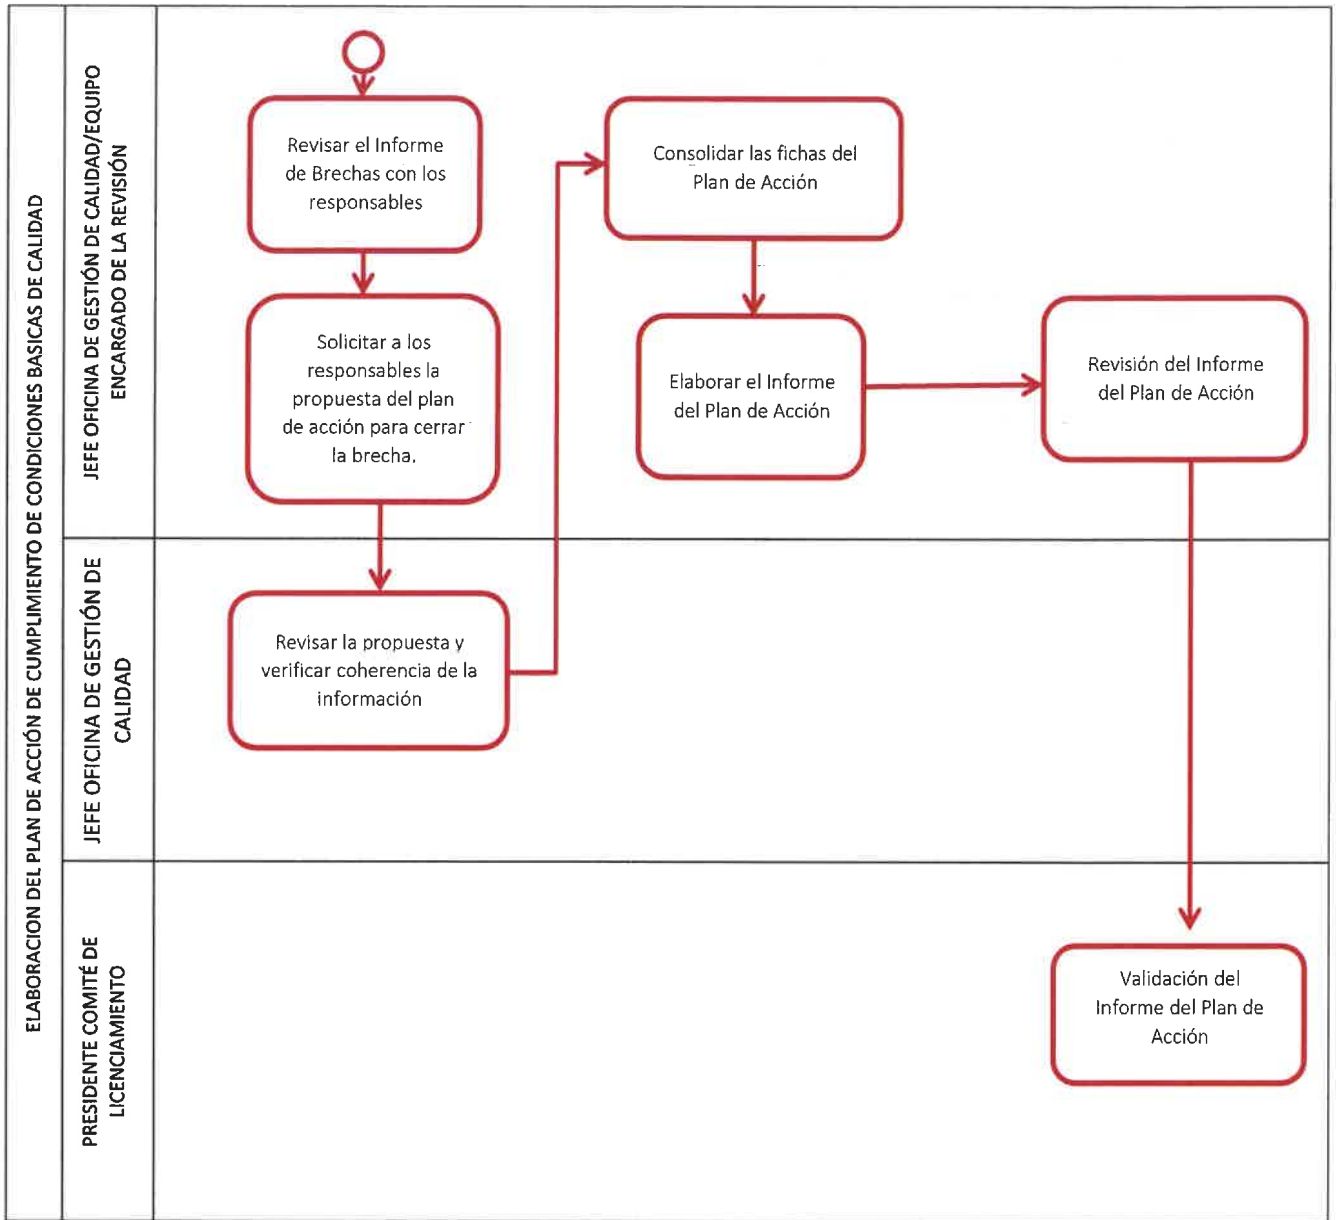 ELABORACION DEL PLAN DE ACCIÓN DE CUMPLIMIENTO DE CONDICIONES BASICAS DE CALIDAD
JEFE OFICINA DE GESTIÓN DE CALIDAD/EQUIPO
ENCARGADO DE LA REVISIÓN
Revisar el Informe
de Brechas con los
responsables
Solicitar a los
responsables la
propuesta del plan
de acción para cerrar
la brecha.
Consolidar las fichas del
Plan de Acción
Elaborar el Informe
del Plan de Acción
Revisión del Informe
del Plan de Acción
JEFE OFICINA DE GESTIÓN DE
CALIDAD
Revisar la propuesta y
verificar coherencia de la
información
PRESIDENTE COMITÉ DE
LICENCIAMIENTO
Validación del
Informe del Plan de
Acción